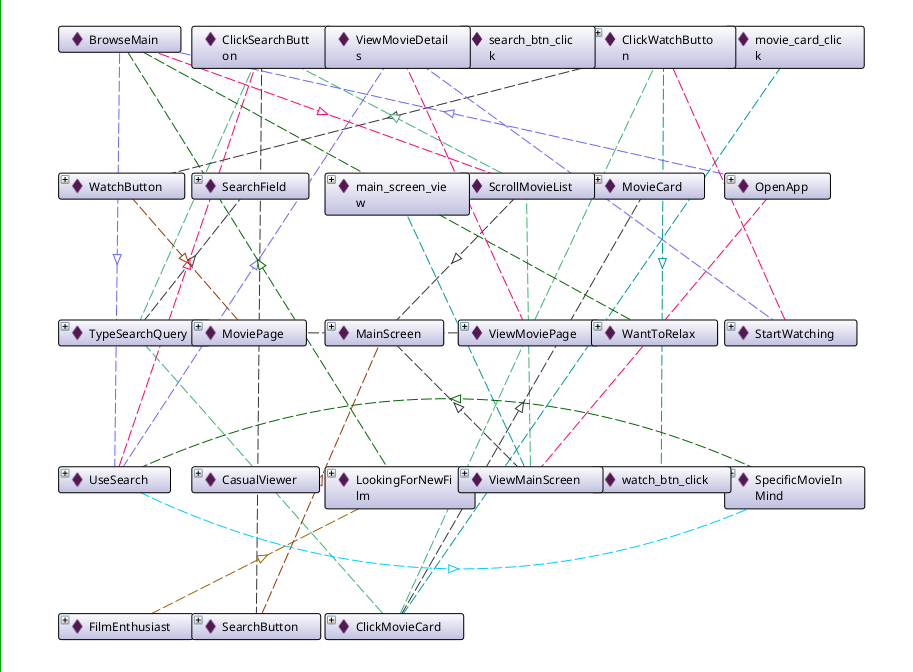 BrowseMain
ClickSearchButt
on
ViewMovieDetail
s
search_btn_clic
k
ClickWatchButto
n
movie_card_clic
k
WatchButton
SearchField
main_screen_vie
w
ScrollMovieList
MovieCard
OpenApp
TypeSearchQuery
MoviePage
MainScreen
ViewMoviePage
WantToRelax
StartWatching
UseSearch
CasualViewer
LookingForNewFi
lm
ViewMainScreen
watch_btn_click
SpecificMovieIn
Mind
FilmEnthusiast
SearchButton
ClickMovieCard